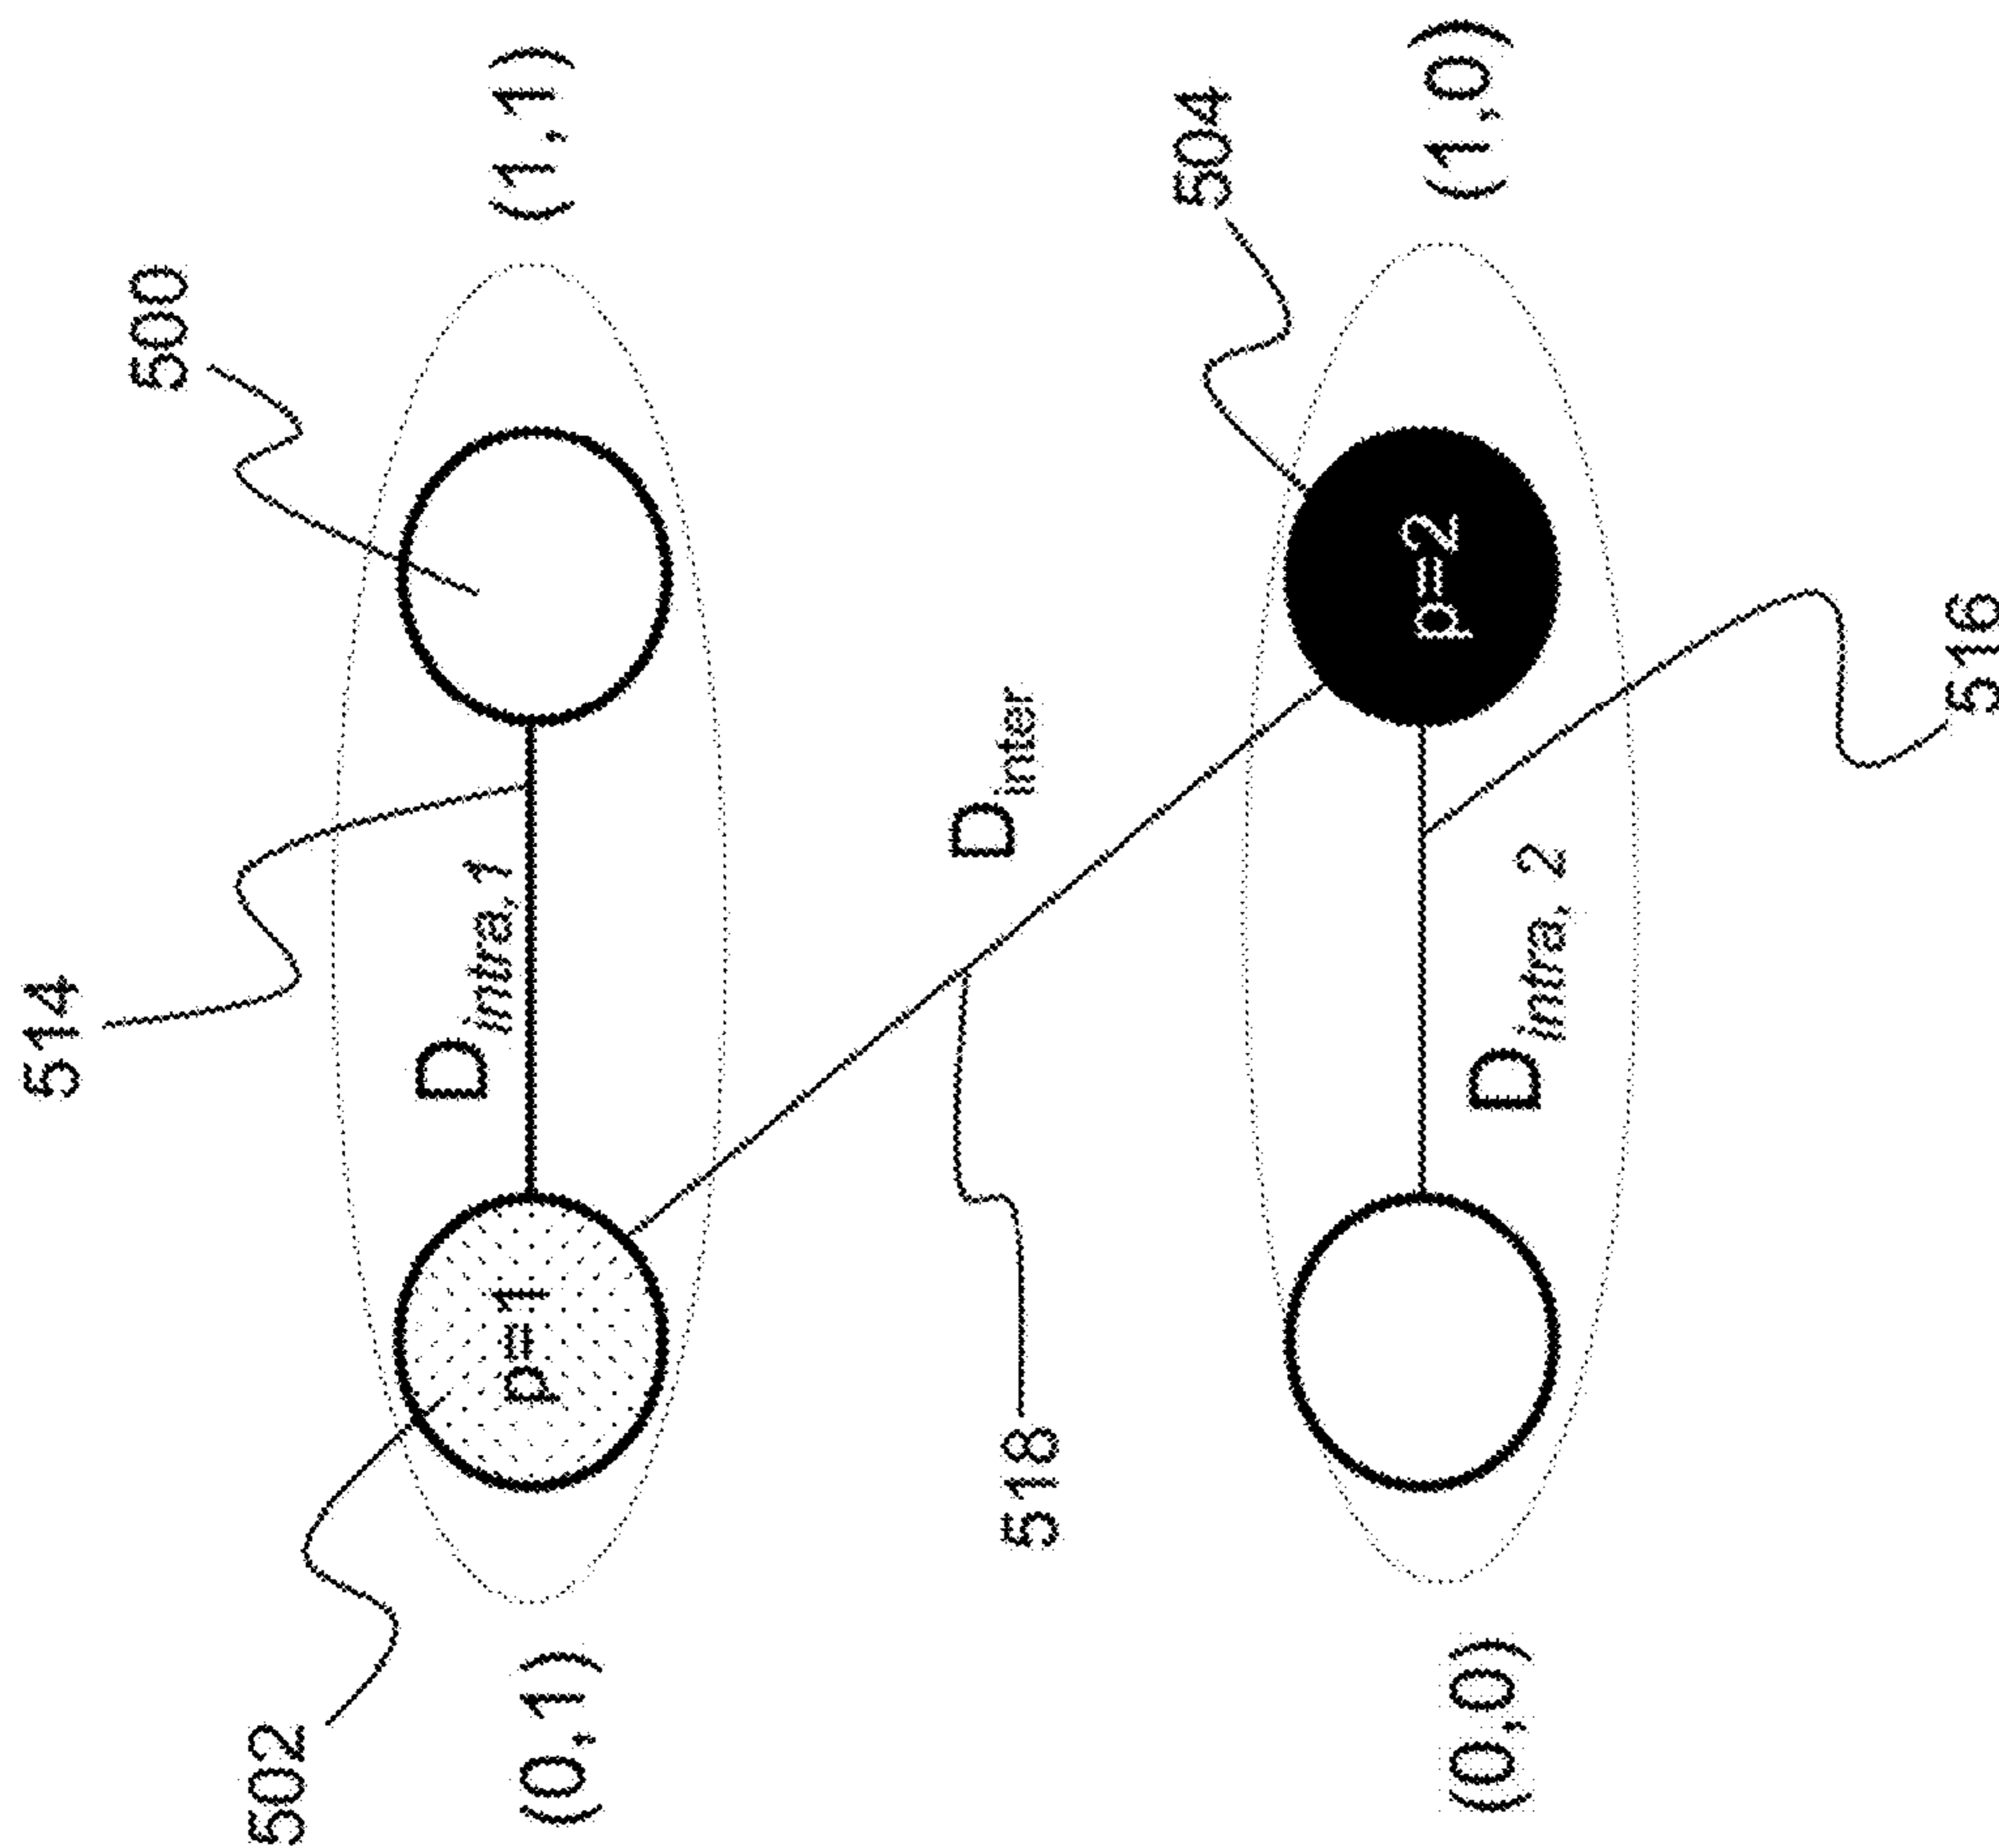 514
500
502
(0,1)
p=1
D_intra, 1
(1,1)
D_inter
518
504
(0,0)
D_intra, 2
p=2
(1,0)
516